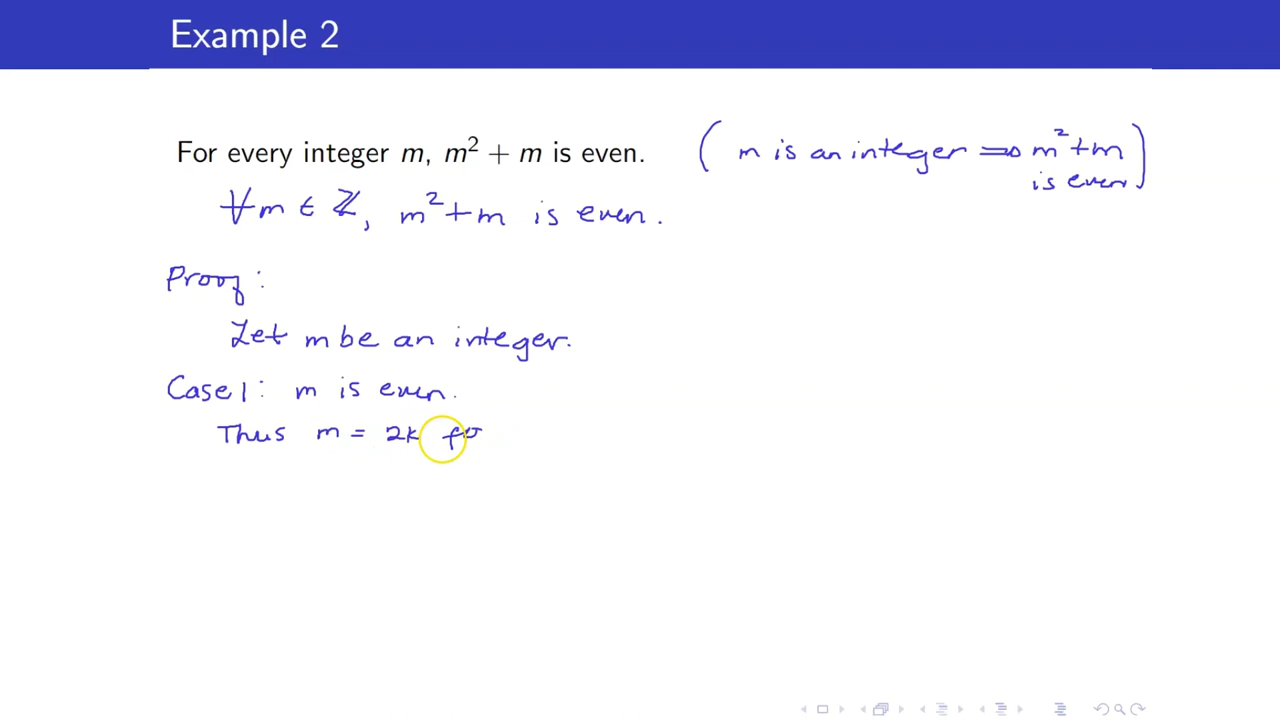 Example 2
For every integer m, m² + m is even.
(m is an integer ⟹ m²+m
is even)
∀m ∈ ℤ, m²+m is even.
Proof:
Let m be an integer.
Case 1: m is even.
Thus m = 2k fo